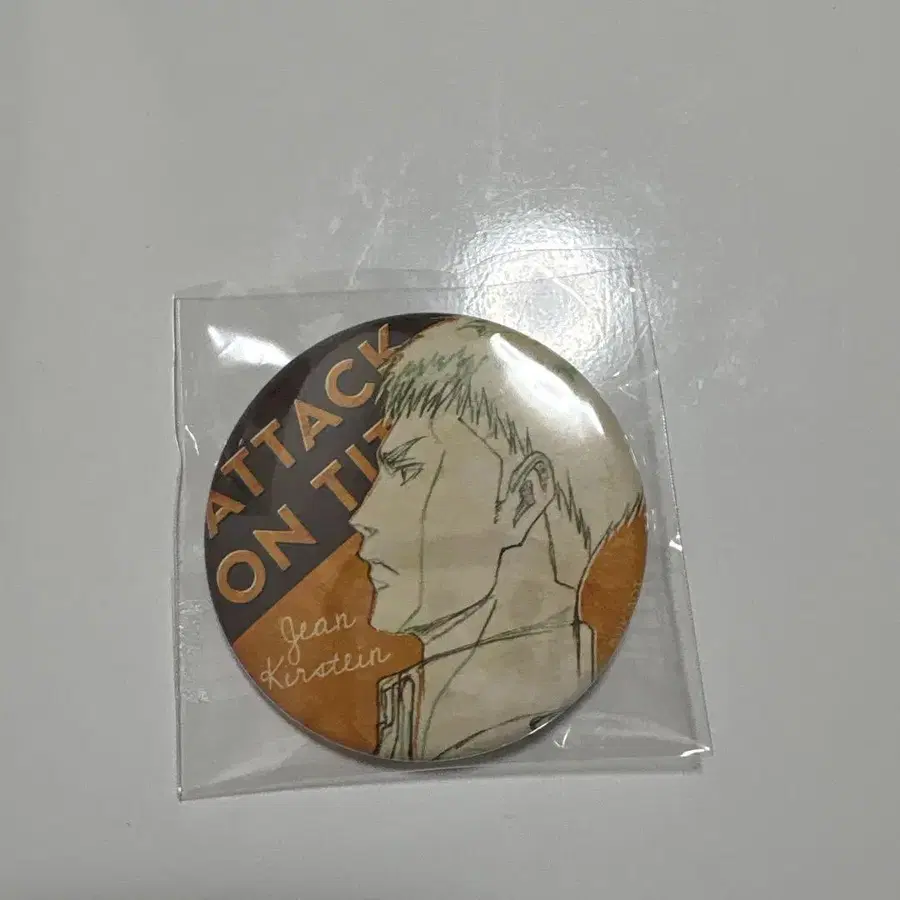 ATTACK
ON TIT
Jean
Kirstein